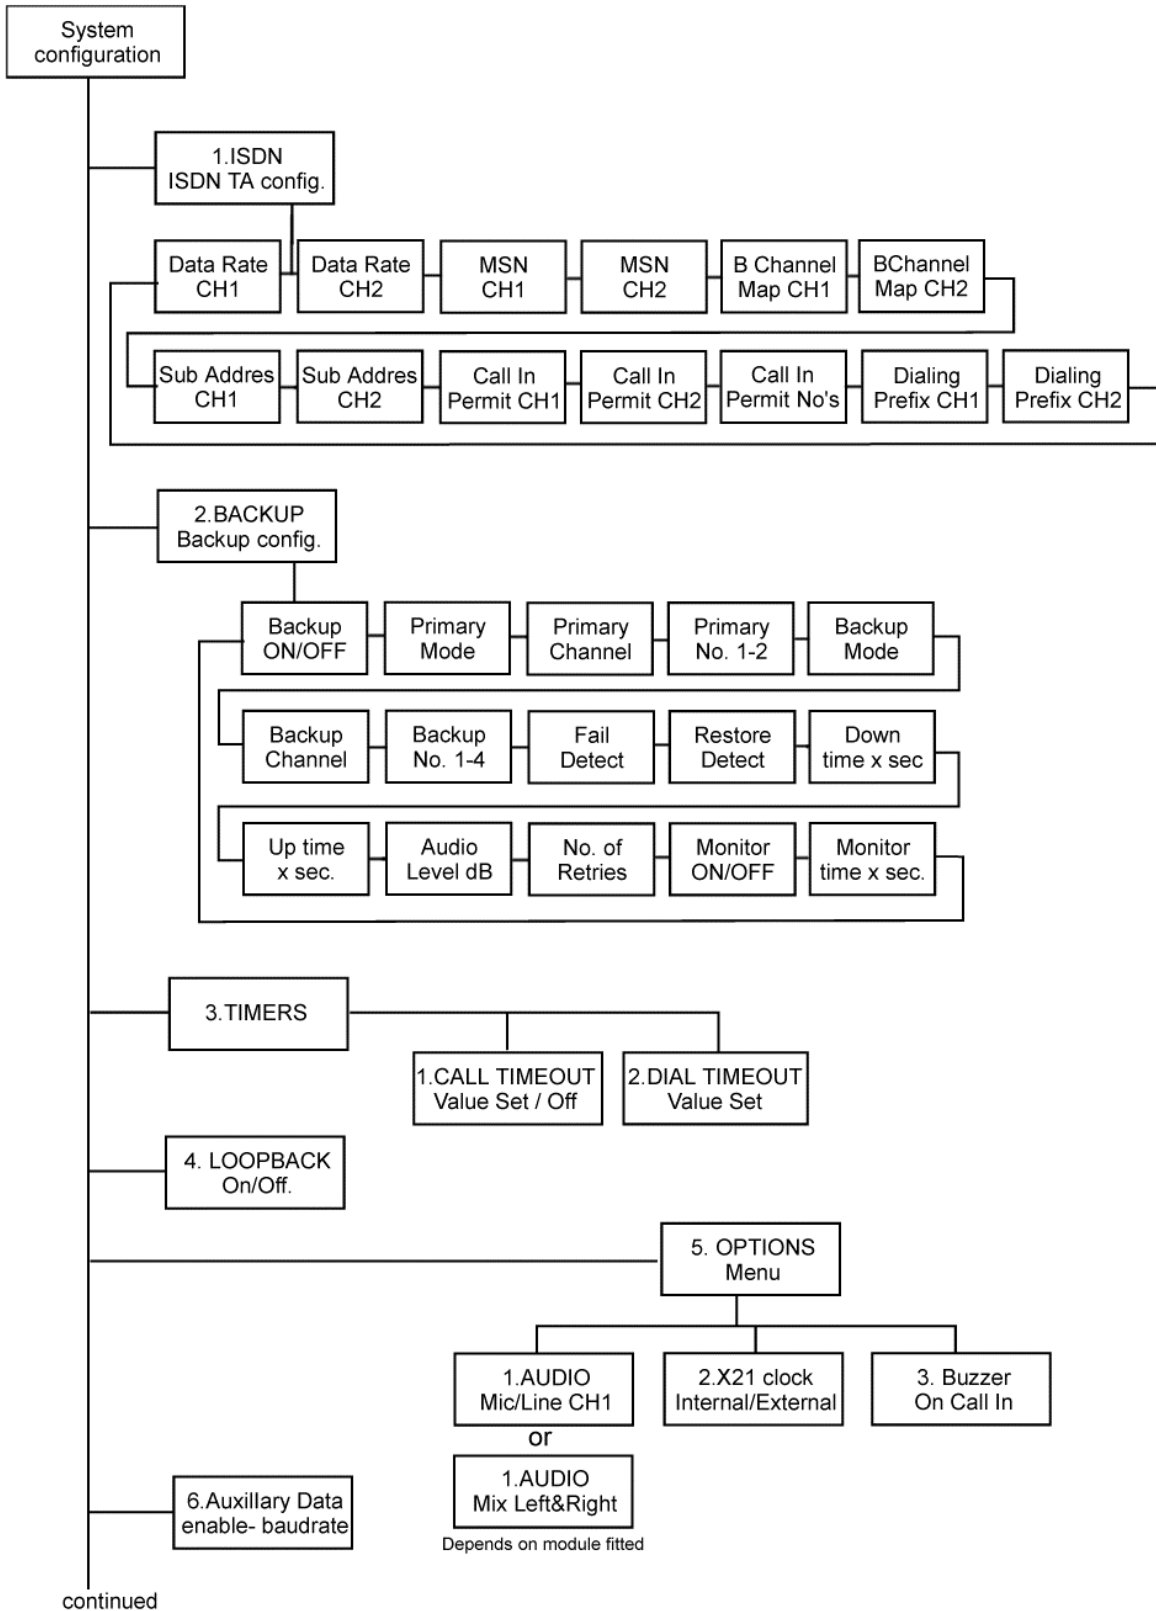 System
configuration
1.ISDN
ISDN TA config.
Data Rate
CH1
Data Rate
CH2
MSN
CH1
MSN
CH2
B Channel
Map CH1
BChannel
Map CH2
Sub Addres
CH1
Sub Addres
CH2
Call In
Permit CH1
Call In
Permit CH2
Call In
Permit No's
Dialing
Prefix CH1
Dialing
Prefix CH2
2.BACKUP
Backup config.
Backup
ON/OFF
Primary
Mode
Primary
Channel
Primary
No. 1-2
Backup
Mode
Backup
Channel
Backup
No. 1-4
Fail
Detect
Restore
Detect
Down
time x sec
Up time
x sec.
Audio
Level dB
No. of
Retries
Monitor
ON/OFF
Monitor
time x sec.
3.TIMERS
1.CALL TIMEOUT
Value Set / Off
2.DIAL TIMEOUT
Value Set
4. LOOPBACK
On/Off.
5. OPTIONS
Menu
1.AUDIO
Mic/Line CH1
or
1.AUDIO
Mix Left&Right
Depends on module fitted
2.X21 clock
Internal/External
3. Buzzer
On Call In
6.Auxillary Data
enable- baudrate
continued